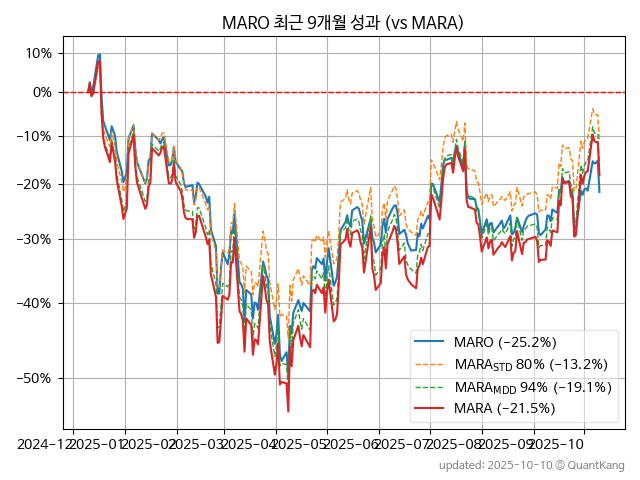 MARO 최근 9개월 성과 (vs MARA)
10%
0%
−10%
−20%
−30%
−40%
−50%
MARO (−25.2%)
MARA_STD 80% (−13.2%)
MARA_MDD 94% (−19.1%)
MARA (−21.5%)
2024−12 2025−01 2025−02 2025−03 2025−04 2025−05 2025−06 2025−07 2025−08 2025−09 2025−10
updated: 2025-10-10 © QuantKang